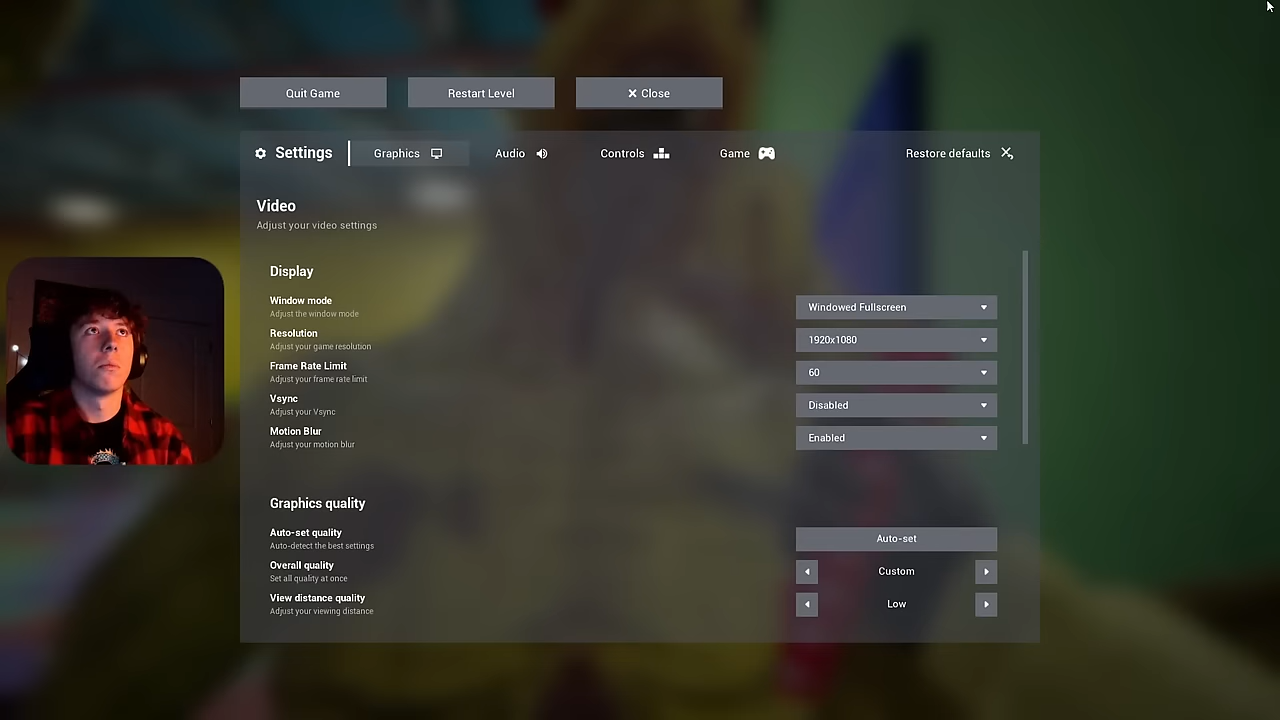 Quit Game
Restart Level
Close
Settings
Graphics
Audio
Controls
Game
Restore defaults
Video
Adjust your video settings
Display
Window mode
Adjust the window mode
Windowed Fullscreen
Resolution
Adjust your game resolution
1920x1080
Frame Rate Limit
Adjust your frame rate limit
60
Vsync
Adjust your Vsync
Disabled
Motion Blur
Adjust your motion blur
Enabled
Graphics quality
Auto-set quality
Auto-detect the best settings
Auto-set
Overall quality
Set all quality at once
Custom
View distance quality
Adjust your viewing distance
Low